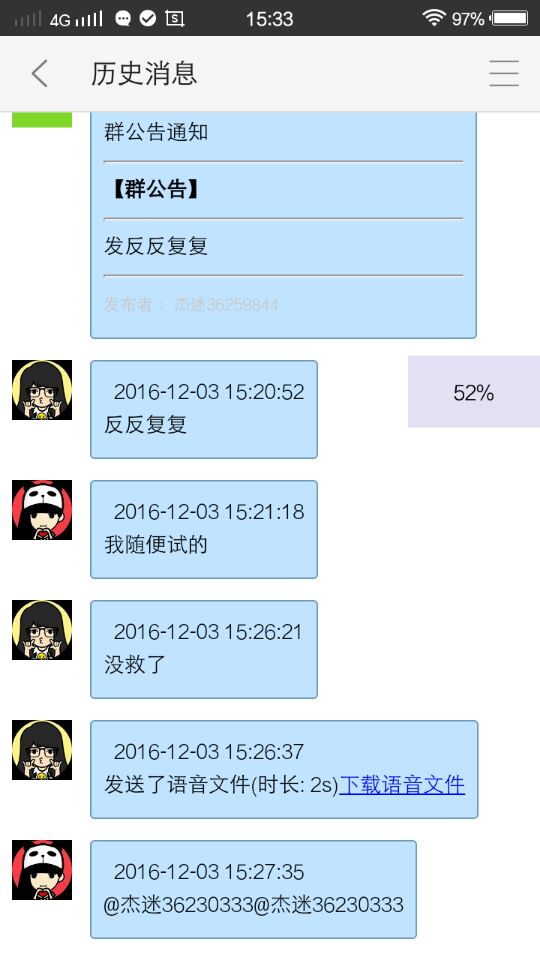 4G
15:33
97%
历史消息
群公告通知
【群公告】
发反反复复
发布者： 杰迷36259844
52%
2016-12-03 15:20:52
反反复复
2016-12-03 15:21:18
我随便试的
2016-12-03 15:26:21
没救了
2016-12-03 15:26:37
发送了语音文件(时长: 2s)下载语音文件
2016-12-03 15:27:35
@杰迷36230333@杰迷36230333